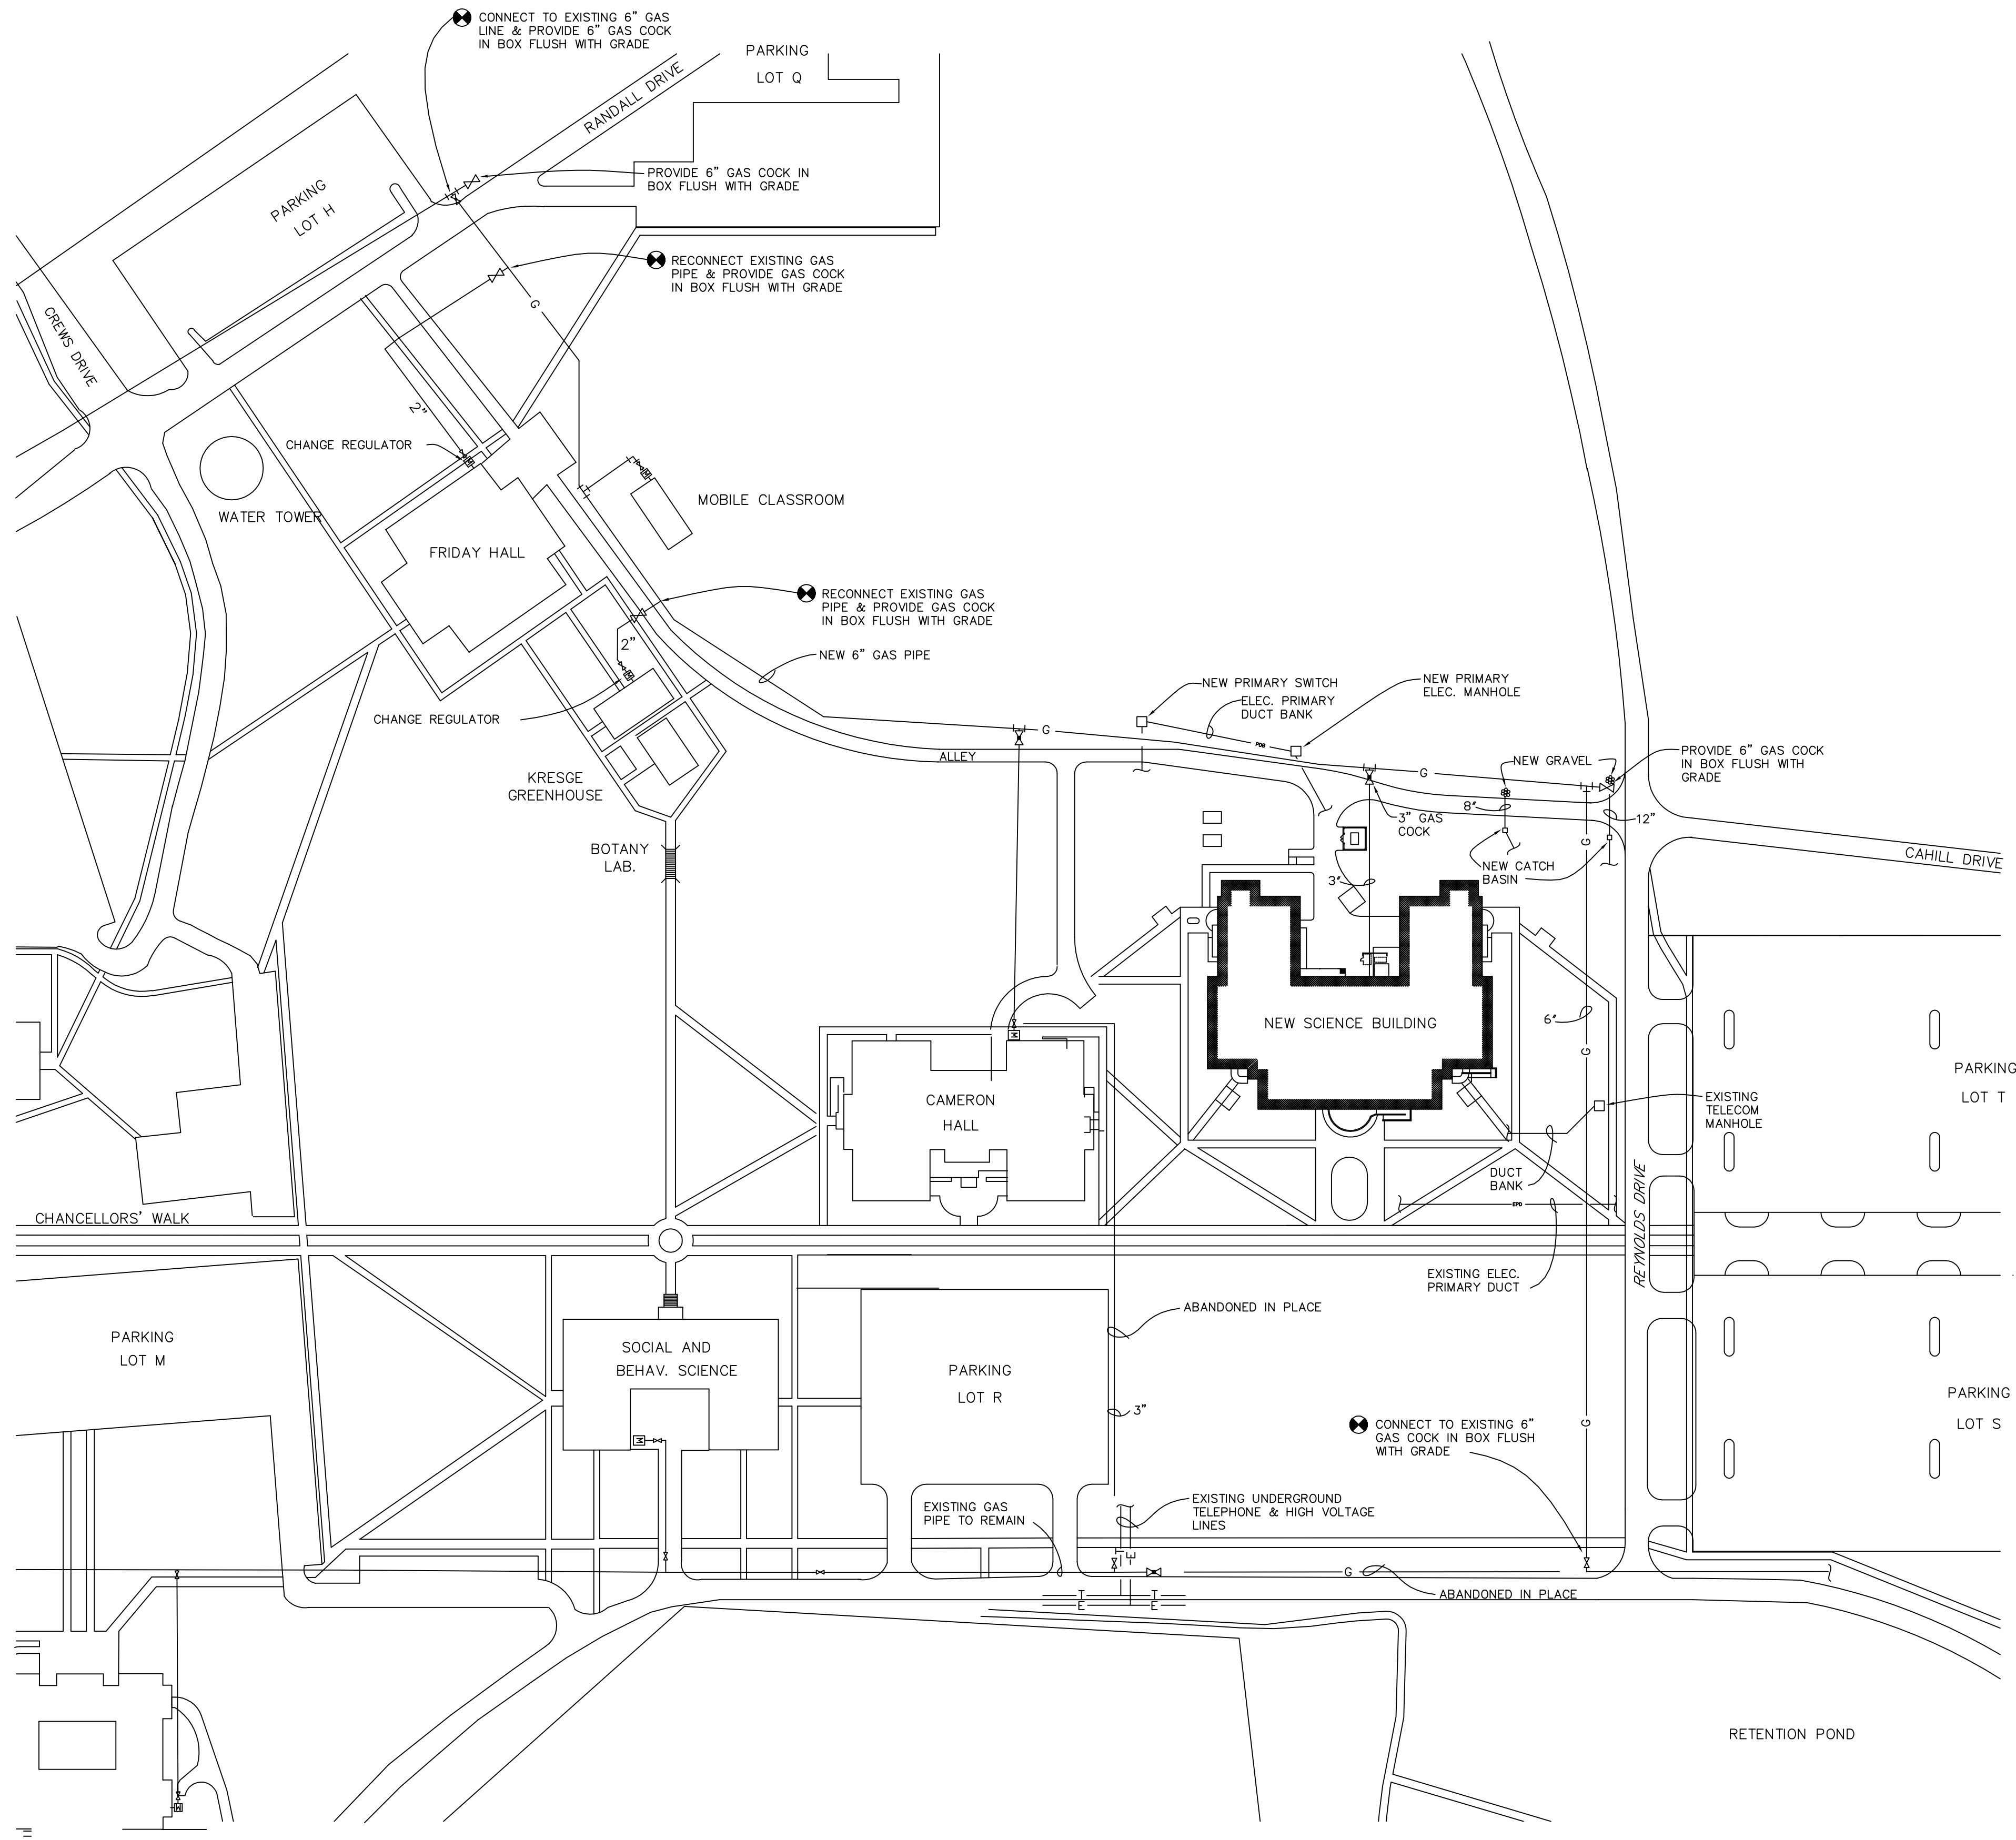 CONNECT TO EXISTING 6" GAS
LINE & PROVIDE 6" GAS COCK
IN BOX FLUSH WITH GRADE
PARKING
LOT Q
RANDALL DRIVE
PROVIDE 6" GAS COCK IN
BOX FLUSH WITH GRADE
PARKING
LOT H
RECONNECT EXISTING GAS
PIPE & PROVIDE GAS COCK
IN BOX FLUSH WITH GRADE
G
CREWS DRIVE
2"
CHANGE REGULATOR
M
M
MOBILE CLASSROOM
WATER TOWER
FRIDAY HALL
RECONNECT EXISTING GAS
PIPE & PROVIDE GAS COCK
IN BOX FLUSH WITH GRADE
2"
NEW 6" GAS PIPE
M
CHANGE REGULATOR
NEW PRIMARY SWITCH
ELEC. PRIMARY
DUCT BANK
NEW PRIMARY
ELEC. MANHOLE
G
PDB
ALLEY
G
NEW GRAVEL
PROVIDE 6" GAS COCK
IN BOX FLUSH WITH
GRADE
KRESGE
GREENHOUSE
8"
3" GAS
COCK
12"
G
BOTANY
LAB.
NEW CATCH
BASIN
CAHILL DRIVE
3"
NEW SCIENCE BUILDING
6"
G
M
PARKING
LOT T
CAMERON
HALL
EXISTING
TELECOM
MANHOLE
DUCT
BANK
REYNOLDS DRIVE
EPD
CHANCELLORS' WALK
EXISTING ELEC.
PRIMARY DUCT
ABANDONED IN PLACE
PARKING
LOT M
SOCIAL AND
BEHAV. SCIENCE
PARKING
LOT R
PARKING
LOT S
3"
G
CONNECT TO EXISTING 6"
GAS COCK IN BOX FLUSH
WITH GRADE
M
EXISTING GAS
PIPE TO REMAIN
EXISTING UNDERGROUND
TELEPHONE & HIGH VOLTAGE
LINES
T E
G
ABANDONED IN PLACE
T T
E E
RETENTION POND
M